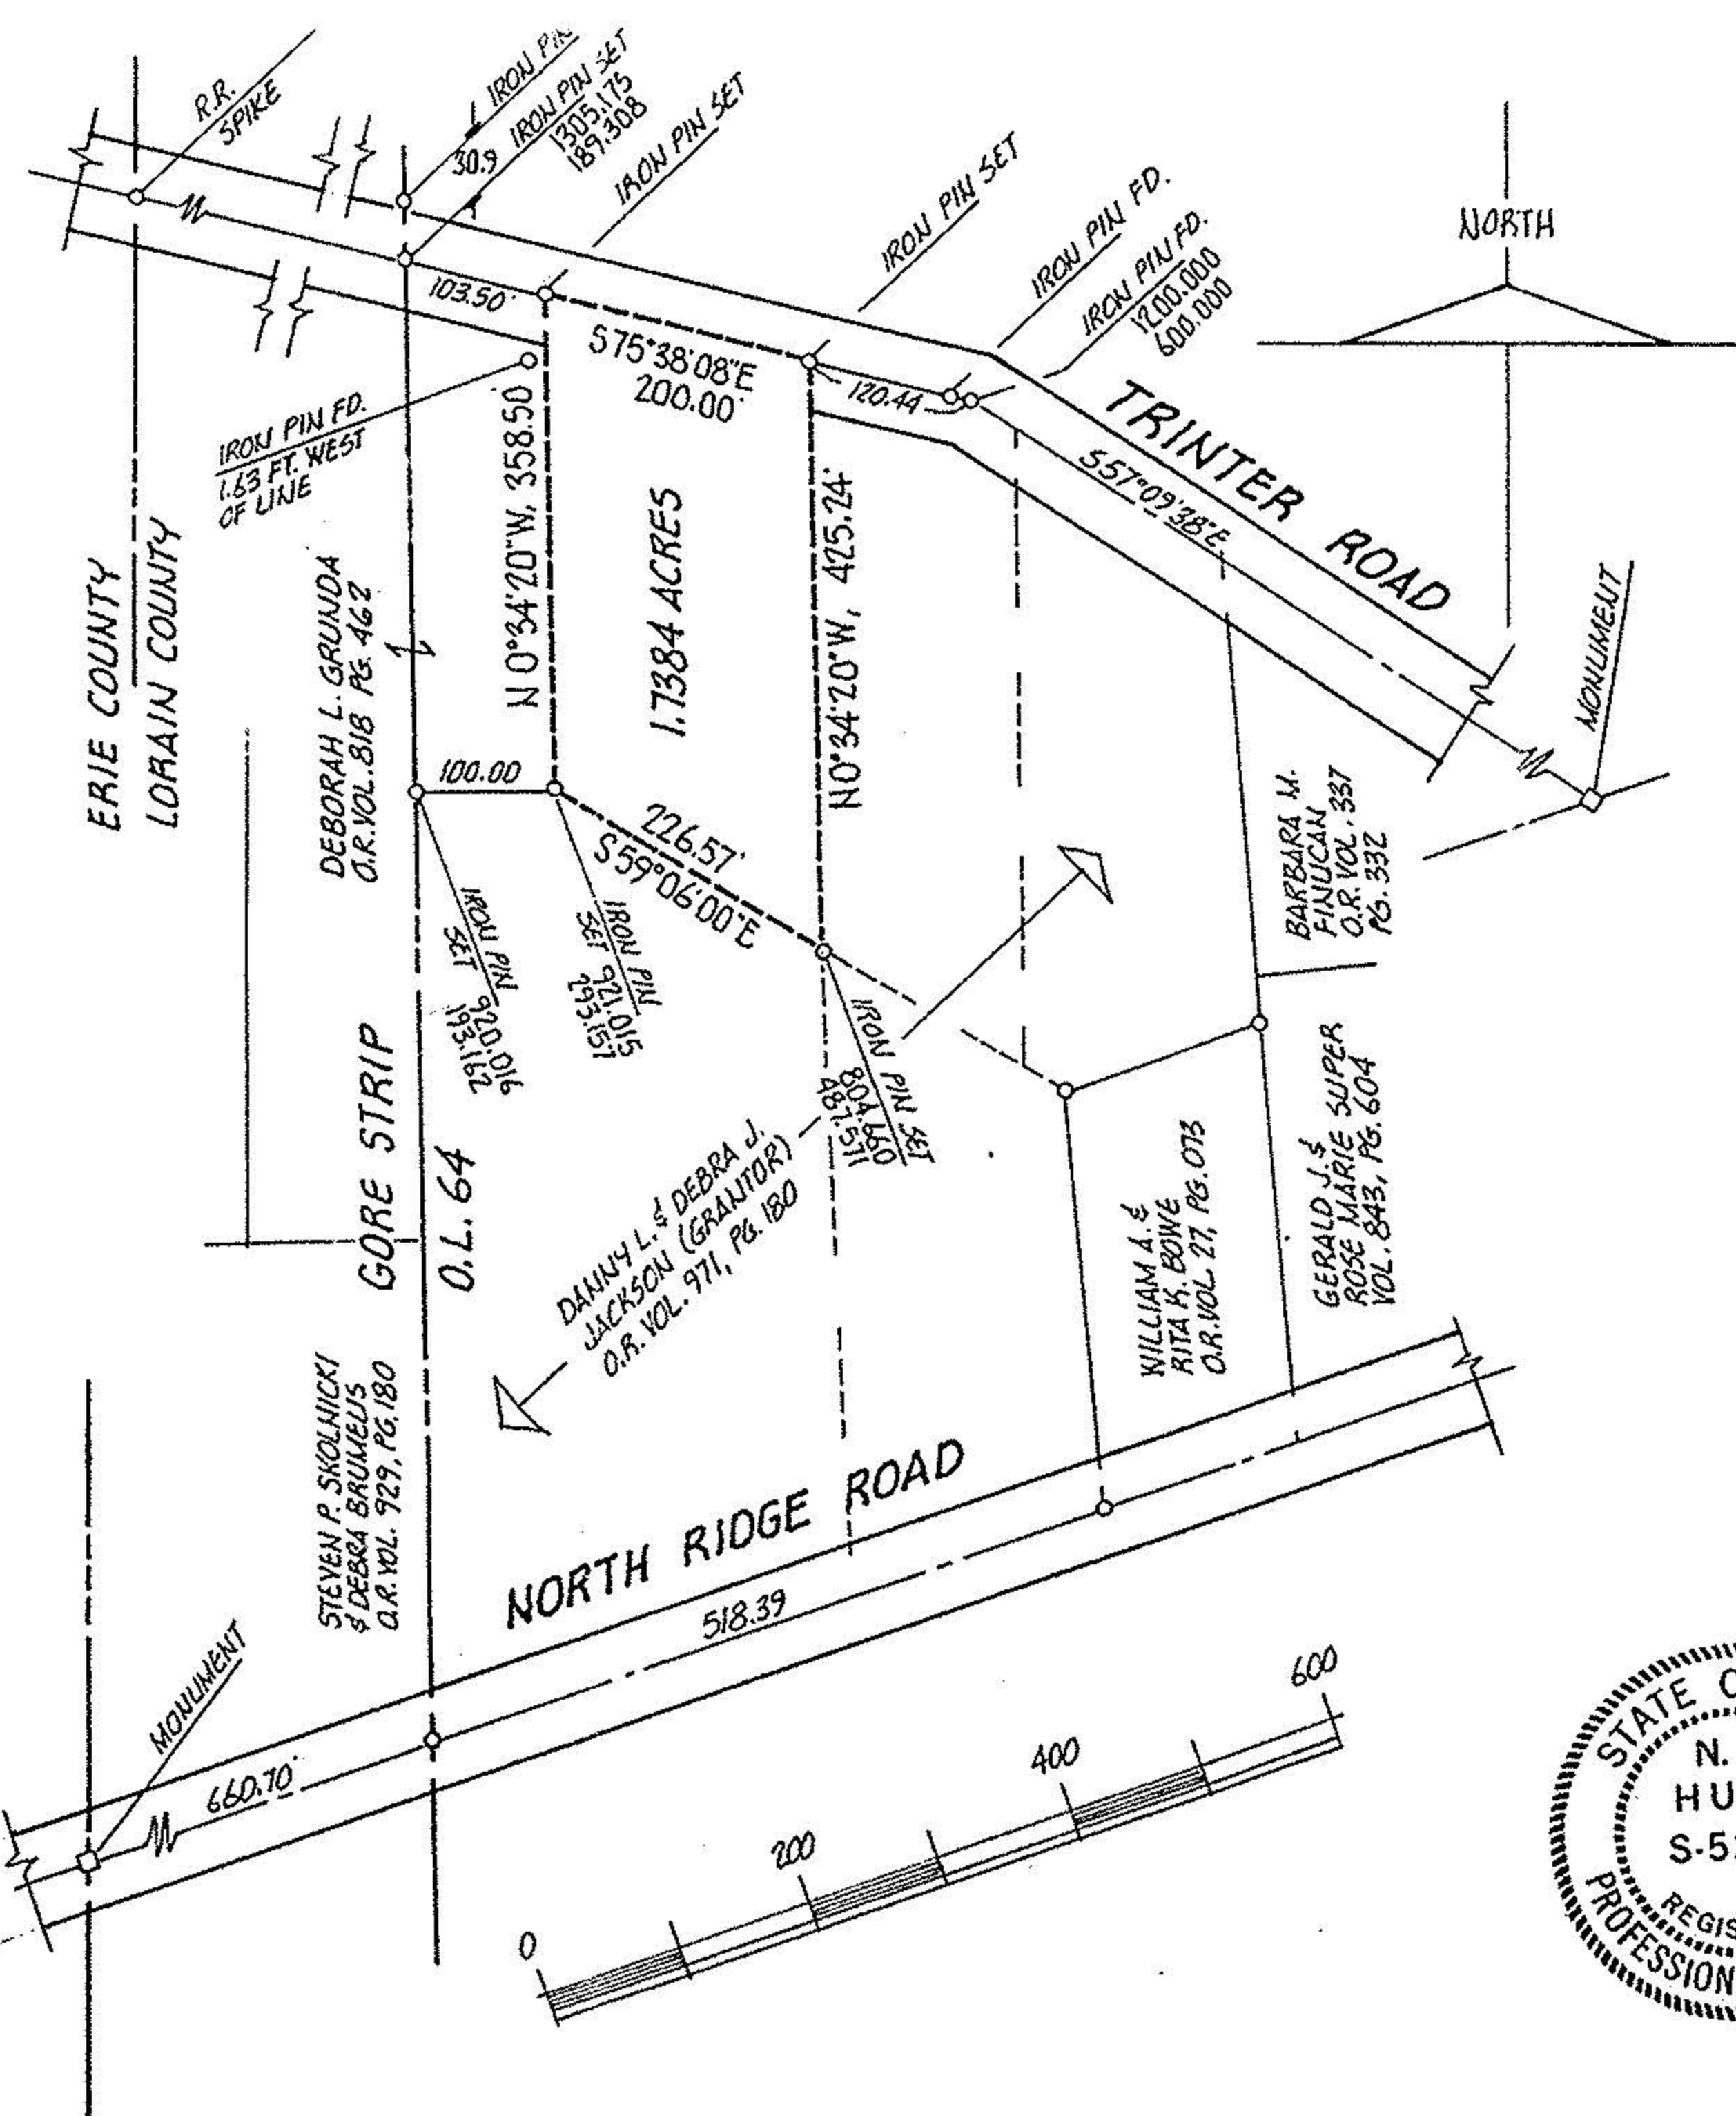 R.R.
SPIKE
IRON PIN
30.9
IRON PIN SET
1305.175
189.308
IRON PIN SET
IRON PIN SET
IRON PIN FD.
IRON PIN FD.
1200.000
600.000
NORTH
103.50'
S75°38'08"E
200.00'
120.44
TRINTER ROAD
S57°09'38"E
IRON PIN FD.
1.63 FT. WEST
OF LINE
N 0°34'20"W, 358.50
1.7384 ACRES
N0°34'20"W, 425.24'
MONUMENT
ERIE COUNTY
LORAIN COUNTY
DEBORAH L. GRUNDA
O.R. VOL. 818 PG. 462
100.00
226.57'
S59°06'00"E
IRON PIN
SET
920.016
193.162
IRON PIN
SET
921.015
293.157
IRON PIN SET
804.660
487.571
BARBARA M.
FINUCAN
O.R. VOL. 337
PG. 332
GORE STRIP
O.L. 64
DANNY L. & DEBRA J.
JACKSON (GRANTOR)
O.R. VOL. 971, PG. 180
WILLIAM A. &
RITA K. BOWE
O.R. VOL. 27, PG. 073
GERALD J. &
ROSE MARIE SUPER
VOL. 843, PG. 604
STEVEN P. SKOLNICKI
& DEBRA BRUMELIS
O.R. VOL. 929, PG. 180
NORTH RIDGE ROAD
MONUMENT
660.70'
518.39
0
200
400
600
STATE
N.
HU
S-5
REGIS
PROFESSION